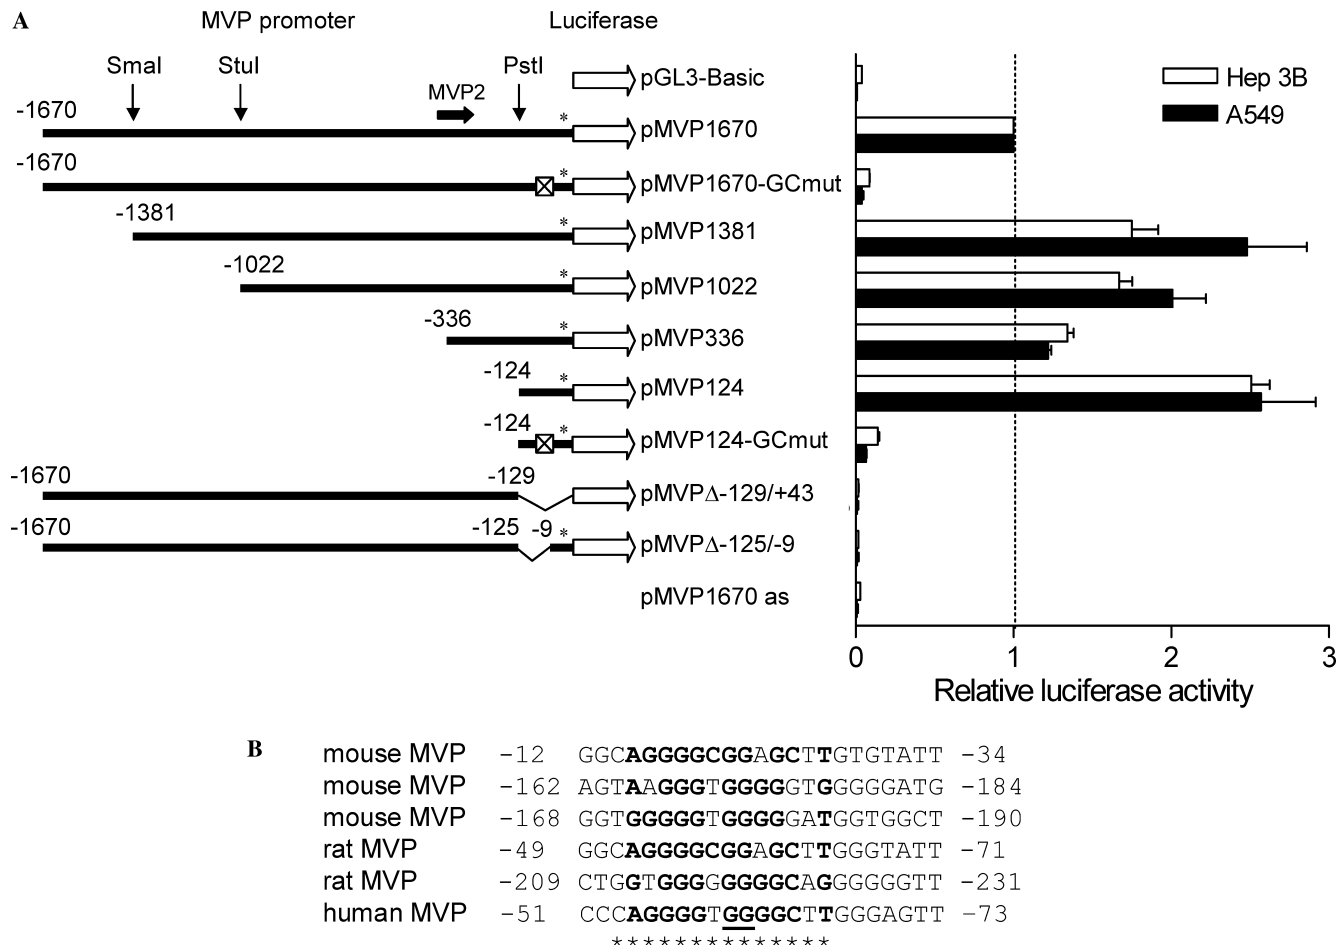 A
MVP promoter
Luciferase
SmaI
StuI
MVP2
PstI
pGL3-Basic
-1670
*
pMVP1670
-1670
*
pMVP1670-GCmut
-1381
*
pMVP1381
-1022
*
pMVP1022
-336
*
pMVP336
-124
*
pMVP124
-124
*
pMVP124-GCmut
-1670
-129
pMVPΔ-129/+43
-1670
-125
-9
*
pMVPΔ-125/-9
pMVP1670 as
Hep 3B
A549
0 1 2 3
Relative luciferase activity
B
mouse MVP -12 GGCAGGGGCGGAGCTTGTGTATT -34
mouse MVP -162 AGTAAGGGTGGGGGTGGGGGATG -184
mouse MVP -168 GGTGGGGGTGGGGGATGGTGGCT -190
rat MVP -49 GGCAGGGGCGGAGCTTGGGTATT -71
rat MVP -209 CTGGTGGGGGGGGCAGGGGGGTT -231
human MVP -51 CCCAGGGGTGGGGCTTGGGAGTT -73
**************